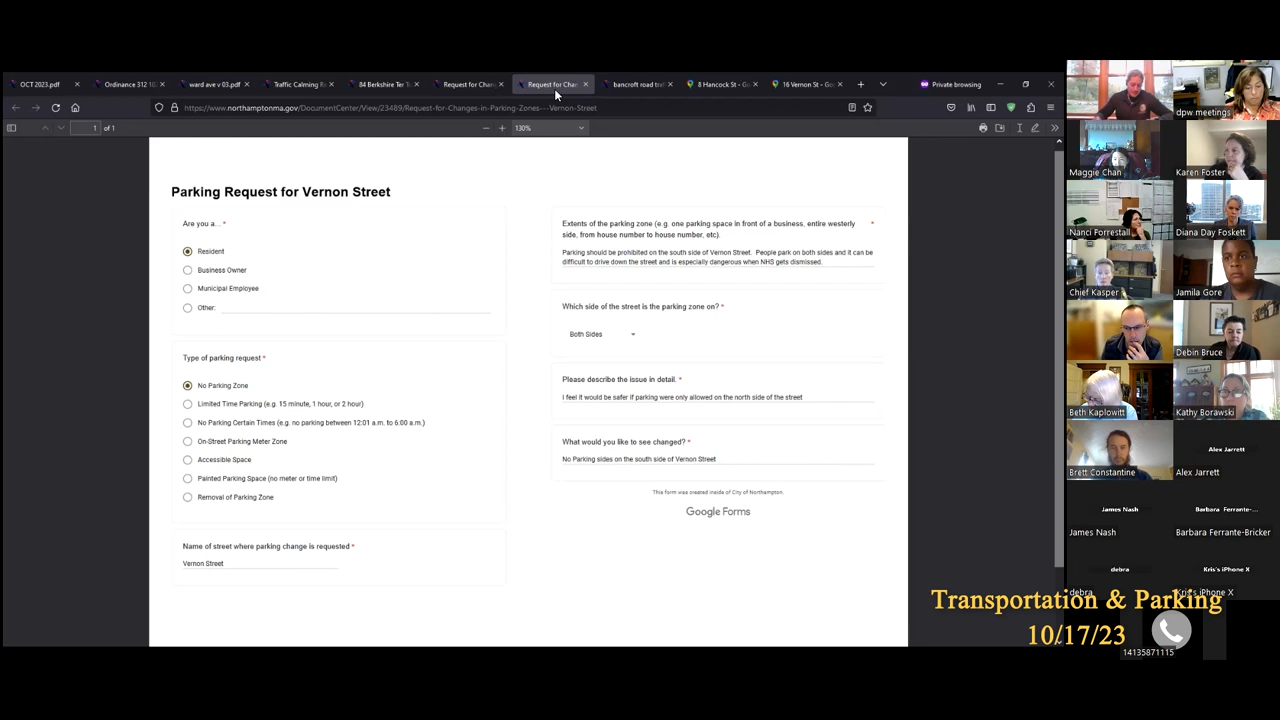 OCT 2023.pdf
Ordinance 312 10
ward ave v 03.pdf
Traffic Calming R
84 Berkshire Ter T
Request for Chan
Request for Chan
bancroft road traf
8 Hancock St - Goo
16 Vernon St - Goo
Private browsing
https://www.northamptonma.gov/DocumentCenter/View/23489/Request-for-Changes-in-Parking-Zones---Vernon-Street
1 of 1
130%
Parking Request for Vernon Street
Are you a... *
Resident
Business Owner
Municipal Employee
Other:
Type of parking request *
No Parking Zone
Limited Time Parking (e.g. 15 minute, 1 hour, or 2 hour)
No Parking Certain Times (e.g. no parking between 12:01 a.m. to 6:00 a.m.)
On-Street Parking Meter Zone
Accessible Space
Painted Parking Space (no meter or time limit)
Removal of Parking Zone
Name of street where parking change is requested *
Vernon Street
Extents of the parking zone (e.g. one parking space in front of a business, entire westerly *
side, from house number to house number, etc).
Parking should be prohibited on the south side of Vernon Street. People park on both sides and it can be
difficult to drive down the street and is especially dangerous when NHS gets dismissed.
Which side of the street is the parking zone on? *
Both Sides
Please describe the issue in detail. *
I feel it would be safer if parking were only allowed on the north side of the street
What would you like to see changed? *
No Parking sides on the south side of Vernon Street
This form was created inside of City of Northampton.
Google Forms
dpw meetings
Maggie Chan
Karen Foster
Nanci Forrestall
Diana Day Foskett
Chief Kasper
Jamila Gore
Debin Bruce
Beth Kaplowitt
Kathy Borawski
Brett Constantine
Alex Jarrett
Alex Jarrett
James Nash
Barbara Ferrante-...
James Nash
Barbara Ferrante-Bricker
debra
Kris's iPhone X
debra
Kris's iPhone X
Transportation & Parking
10/17/23
14135871115